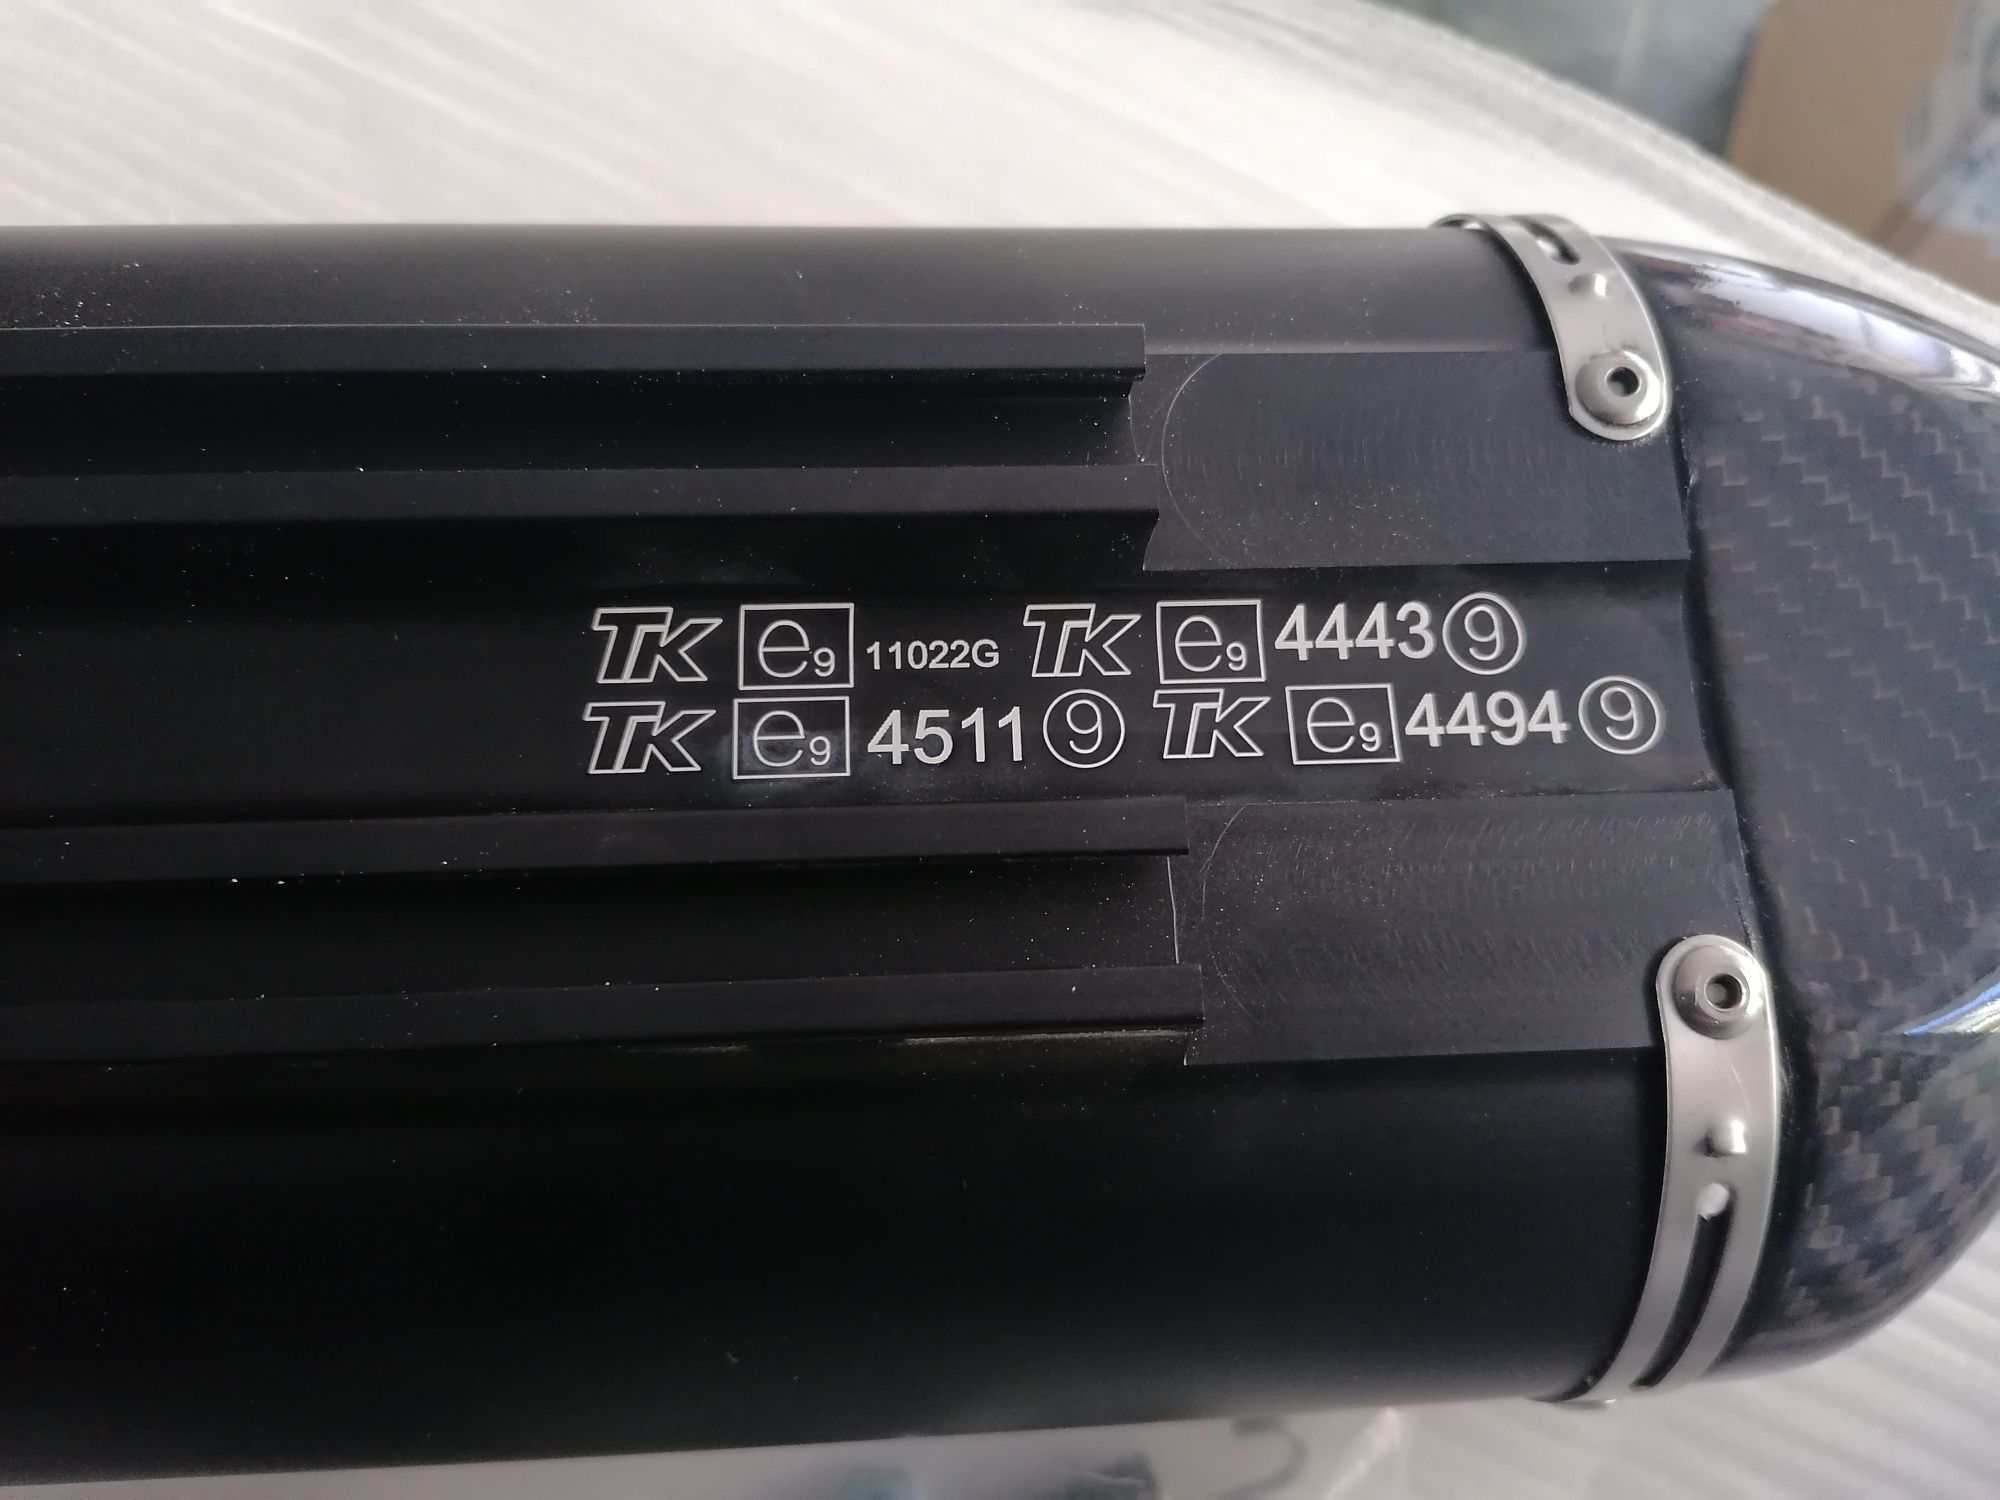 TK e9 11022G TK e9 4443 9
TK e9 4511 9 TK e9 4494 9